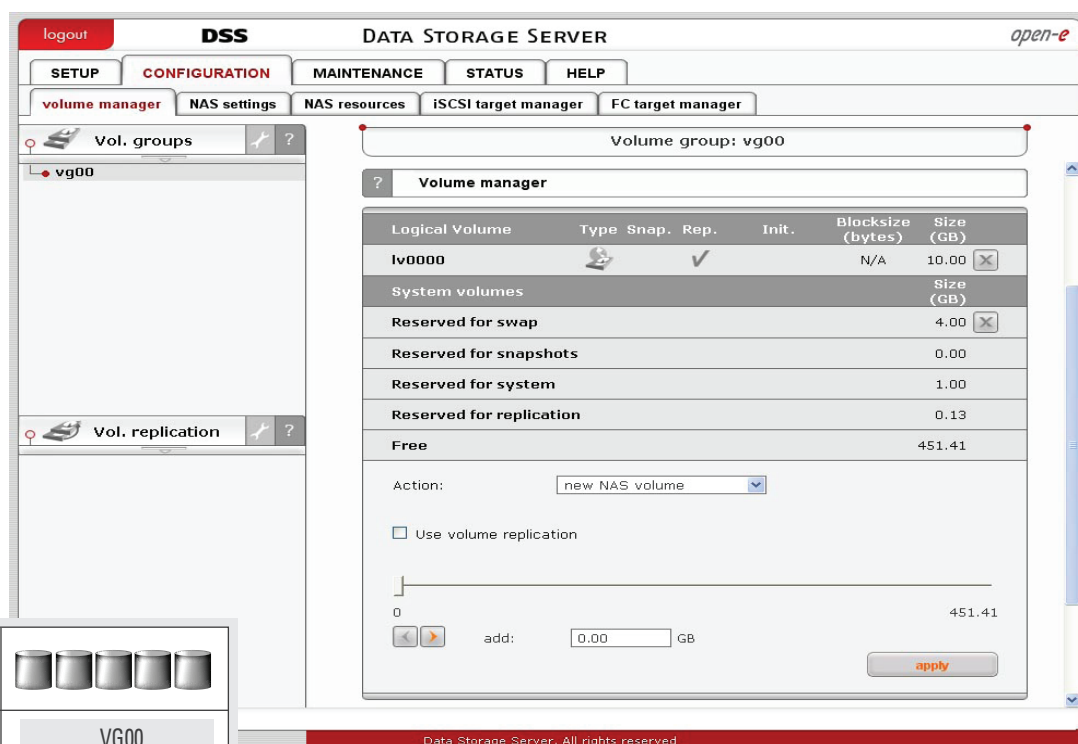 logout DSS DATA STORAGE SERVER open-e
SETUP CONFIGURATION MAINTENANCE STATUS HELP
volume manager NAS settings NAS resources iSCSI target manager FC target manager
Vol. groups ?
vg00
Vol. replication ?
Volume group: vg00
? Volume manager
Logical Volume Type Snap. Rep. Init. Blocksize (bytes) Size (GB)
lv0000 N/A 10.00
System volumes Size (GB)
Reserved for swap 4.00
Reserved for snapshots 0.00
Reserved for system 1.00
Reserved for replication 0.13
Free 451.41
Action: new NAS volume
Use volume replication
0 451.41
add: 0.00 GB
apply
VG00
Data Storage Server. All rights reserved